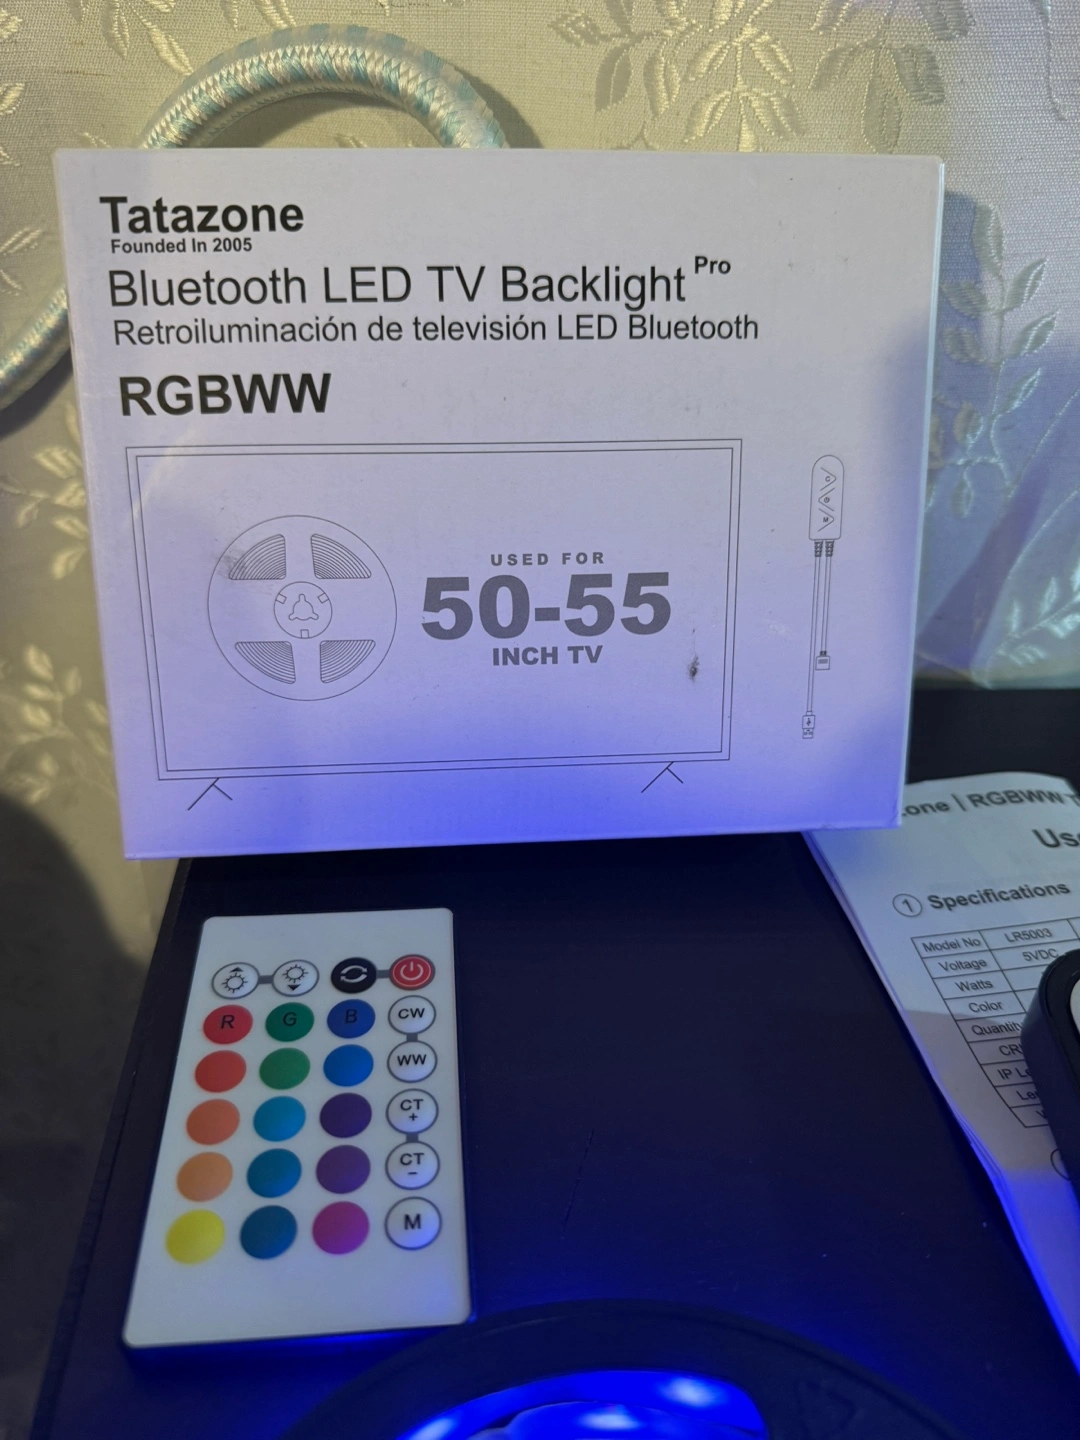 Tatazone
Founded In 2005
Bluetooth LED TV Backlight Pro
Retroiluminación de televisión LED Bluetooth
RGBWW
USED FOR
50-55
INCH TV
C
M
one | RGBWW
① Specifications
Model No LR5003
Voltage 5VDC
Watts
Color
R G B CW
WW
CT +
CT -
M